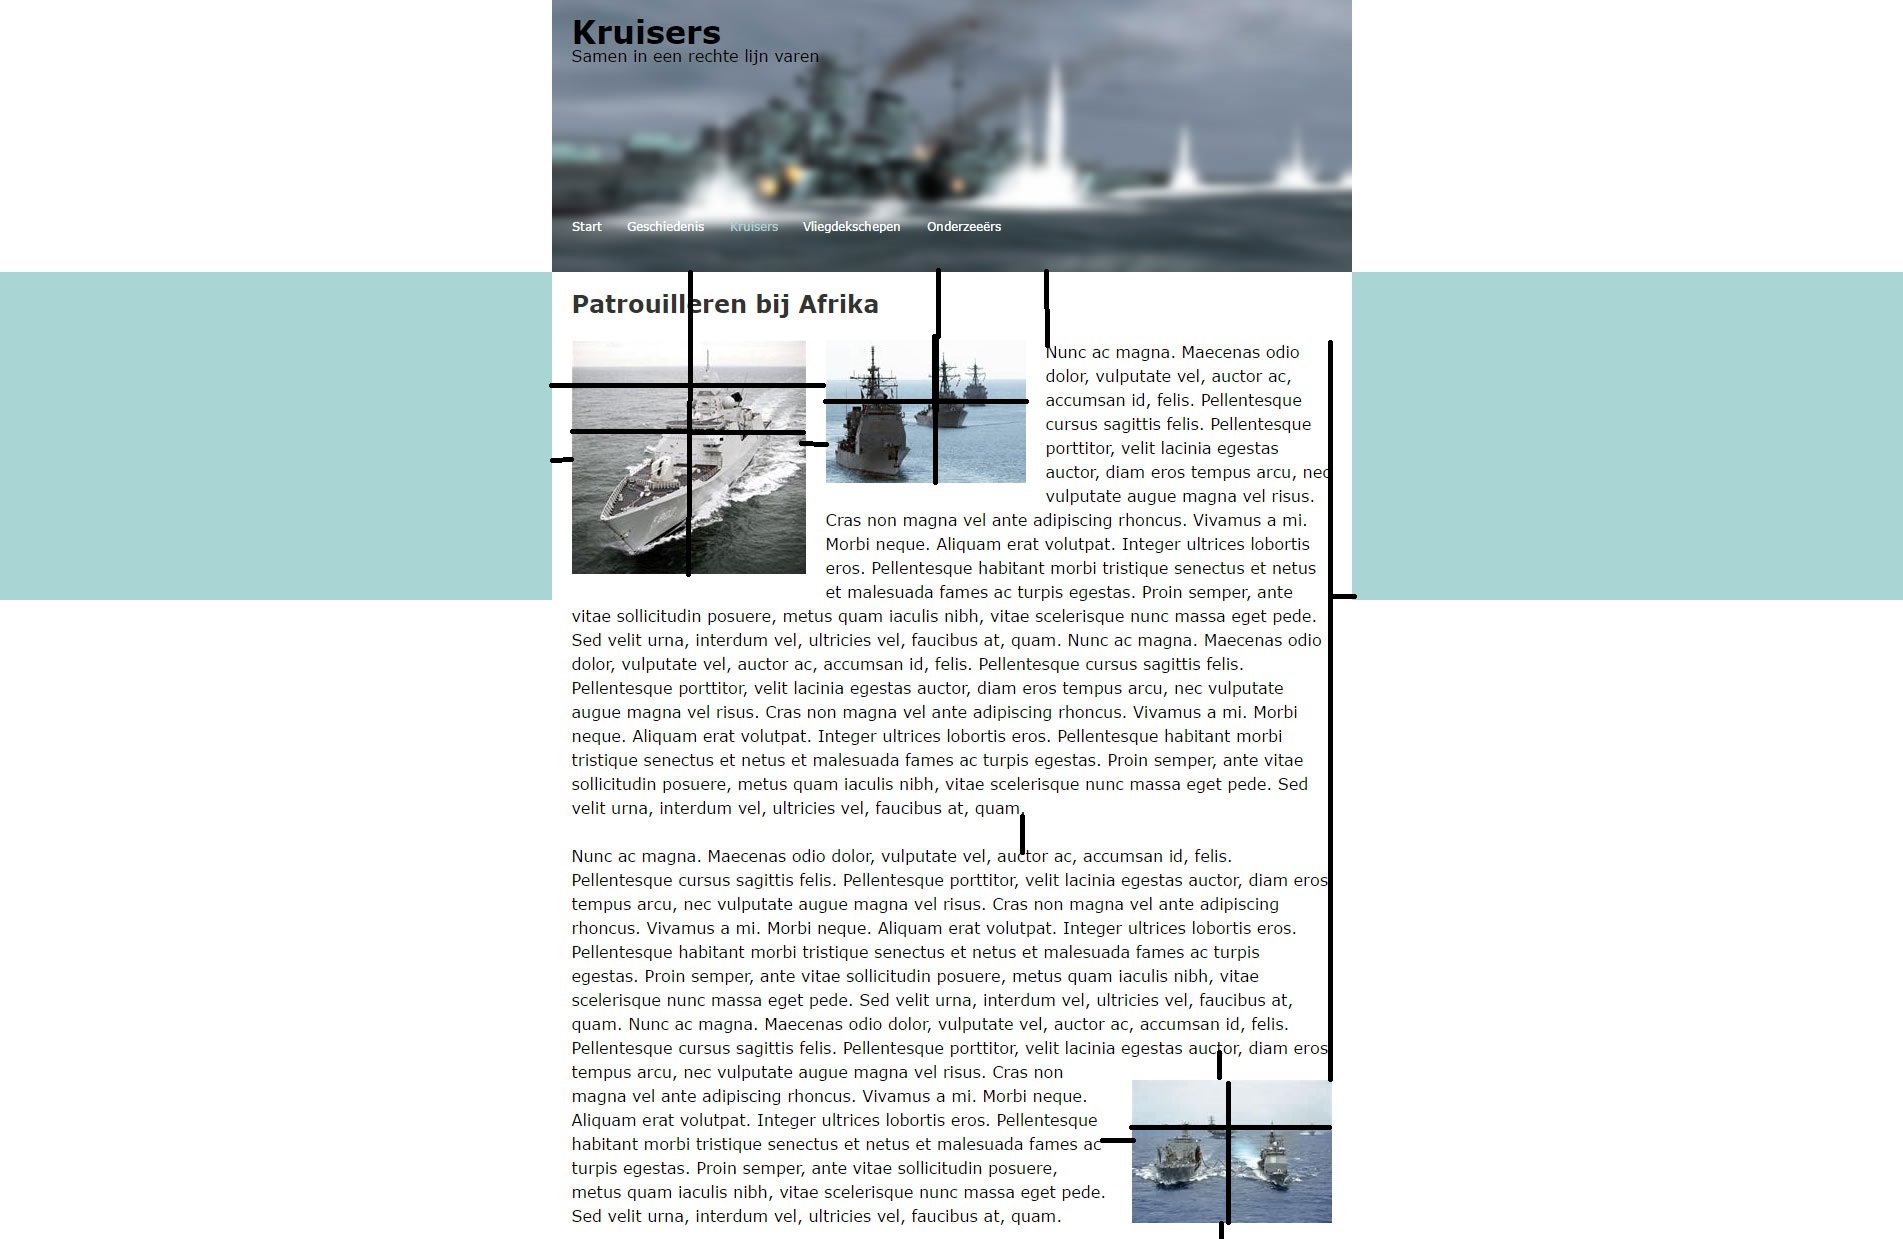 Kruisers
Samen in een rechte lijn varen
Start Geschiedenis Kruisers Vliegdekschepen Onderzeeërs
Patrouilleren bij Afrika
Nunc ac magna. Maecenas odio
dolor, vulputate vel, auctor ac,
accumsan id, felis. Pellentesque
cursus sagittis felis. Pellentesque
porttitor, velit lacinia egestas
auctor, diam eros tempus arcu, nec
vulputate augue magna vel risus.
Cras non magna vel ante adipiscing rhoncus. Vivamus a mi.
Morbi neque. Aliquam erat volutpat. Integer ultrices lobortis
eros. Pellentesque habitant morbi tristique senectus et netus
et malesuada fames ac turpis egestas. Proin semper, ante
vitae sollicitudin posuere, metus quam iaculis nibh, vitae scelerisque nunc massa eget pede.
Sed velit urna, interdum vel, ultricies vel, faucibus at, quam. Nunc ac magna. Maecenas odio
dolor, vulputate vel, auctor ac, accumsan id, felis. Pellentesque cursus sagittis felis.
Pellentesque porttitor, velit lacinia egestas auctor, diam eros tempus arcu, nec vulputate
augue magna vel risus. Cras non magna vel ante adipiscing rhoncus. Vivamus a mi. Morbi
neque. Aliquam erat volutpat. Integer ultrices lobortis eros. Pellentesque habitant morbi
tristique senectus et netus et malesuada fames ac turpis egestas. Proin semper, ante vitae
sollicitudin posuere, metus quam iaculis nibh, vitae scelerisque nunc massa eget pede. Sed
velit urna, interdum vel, ultricies vel, faucibus at, quam.
Nunc ac magna. Maecenas odio dolor, vulputate vel, auctor ac, accumsan id, felis.
Pellentesque cursus sagittis felis. Pellentesque porttitor, velit lacinia egestas auctor, diam eros
tempus arcu, nec vulputate augue magna vel risus. Cras non magna vel ante adipiscing
rhoncus. Vivamus a mi. Morbi neque. Aliquam erat volutpat. Integer ultrices lobortis eros.
Pellentesque habitant morbi tristique senectus et netus et malesuada fames ac turpis
egestas. Proin semper, ante vitae sollicitudin posuere, metus quam iaculis nibh, vitae
scelerisque nunc massa eget pede. Sed velit urna, interdum vel, ultricies vel, faucibus at,
quam. Nunc ac magna. Maecenas odio dolor, vulputate vel, auctor ac, accumsan id, felis.
Pellentesque cursus sagittis felis. Pellentesque porttitor, velit lacinia egestas auctor, diam eros
tempus arcu, nec vulputate augue magna vel risus. Cras non
magna vel ante adipiscing rhoncus. Vivamus a mi. Morbi neque.
Aliquam erat volutpat. Integer ultrices lobortis eros. Pellentesque
habitant morbi tristique senectus et netus et malesuada fames ac
turpis egestas. Proin semper, ante vitae sollicitudin posuere,
metus quam iaculis nibh, vitae scelerisque nunc massa eget pede.
Sed velit urna, interdum vel, ultricies vel, faucibus at, quam.